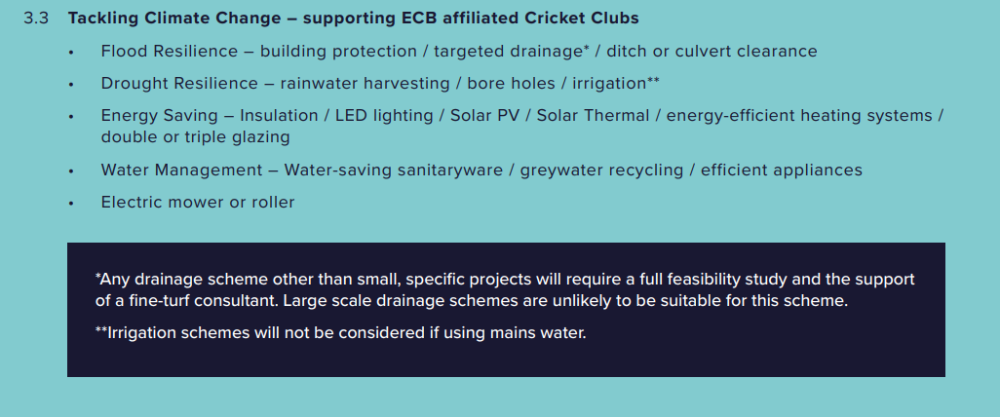 3.3 Tackling Climate Change – supporting ECB affiliated Cricket Clubs
• Flood Resilience – building protection / targeted drainage* / ditch or culvert clearance
• Drought Resilience – rainwater harvesting / bore holes / irrigation**
• Energy Saving – Insulation / LED lighting / Solar PV / Solar Thermal / energy-efficient heating systems /
double or triple glazing
• Water Management – Water-saving sanitaryware / greywater recycling / efficient appliances
• Electric mower or roller
*Any drainage scheme other than small, specific projects will require a full feasibility study and the support
of a fine-turf consultant. Large scale drainage schemes are unlikely to be suitable for this scheme.
**Irrigation schemes will not be considered if using mains water.